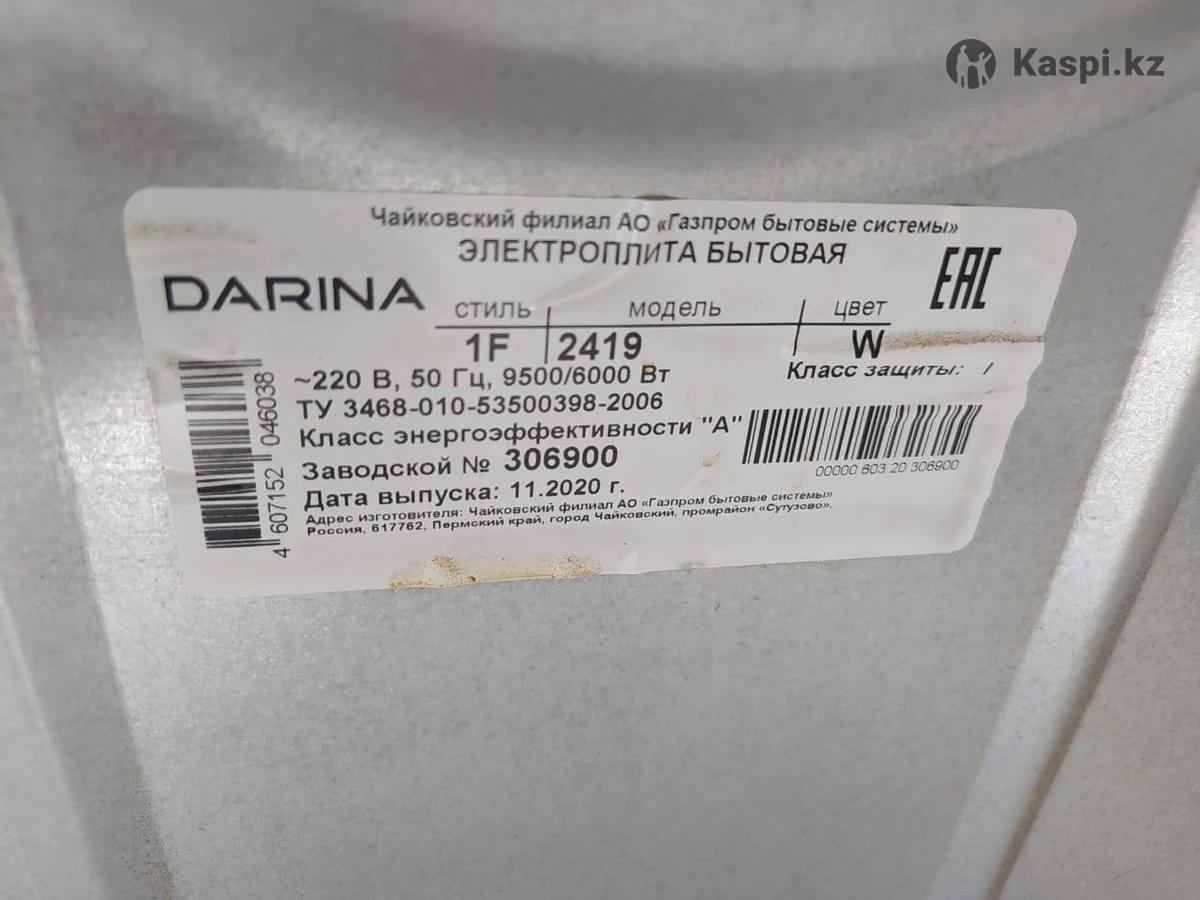 Kaspi.kz
Чайковский филиал АО «Газпром бытовые системы»
ЭЛЕКТРОПЛИТА БЫТОВАЯ
EAC
DARINA
стиль модель цвет
1F 2419 W
~220 В, 50 Гц, 9500/6000 Вт
Класс защиты: I
ТУ 3468-010-53500398-2006
Класс энергоэффективности "А"
Заводской № 306900
00000 603 20 306900
Дата выпуска: 11.2020 г.
Адрес изготовителя: Чайковский филиал АО «Газпром бытовые системы»
Россия, 617762, Пермский край, город Чайковский, промрайон «Сутузово».
4 607152 046038